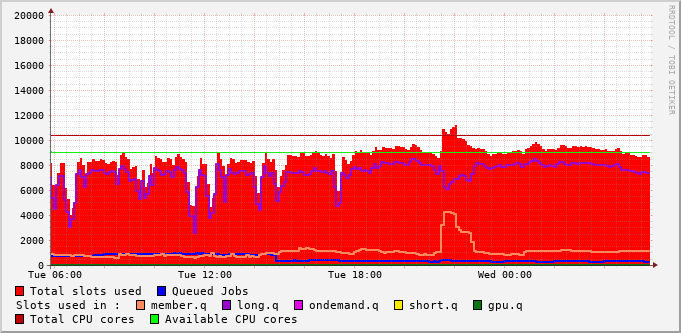 RRDTOOL / TOBI OETIKER
20000
18000
16000
14000
12000
10000
8000
6000
4000
2000
0
Tue 06:00 Tue 12:00 Tue 18:00 Wed 00:00
Total slots used Queued Jobs
Slots used in : member.q long.q ondemand.q short.q gpu.q
Total CPU cores Available CPU cores